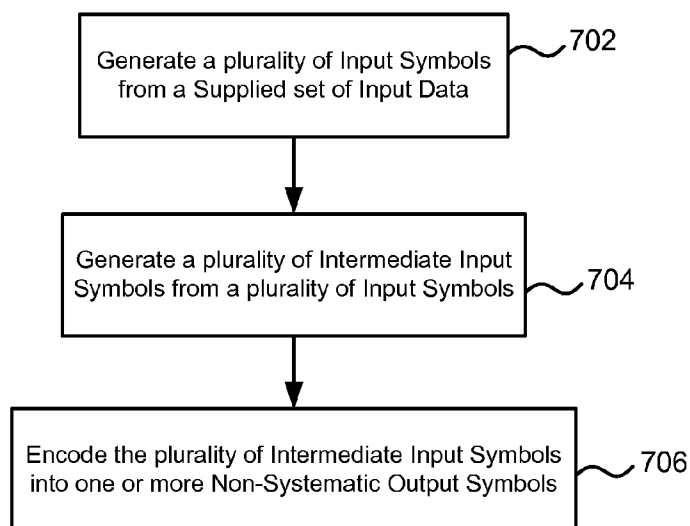 Generate a plurality of Input Symbols
from a Supplied set of Input Data
702
Generate a plurality of Intermediate Input
Symbols from a plurality of Input Symbols
704
Encode the plurality of Intermediate Input Symbols
into one or more Non-Systematic Output Symbols
706